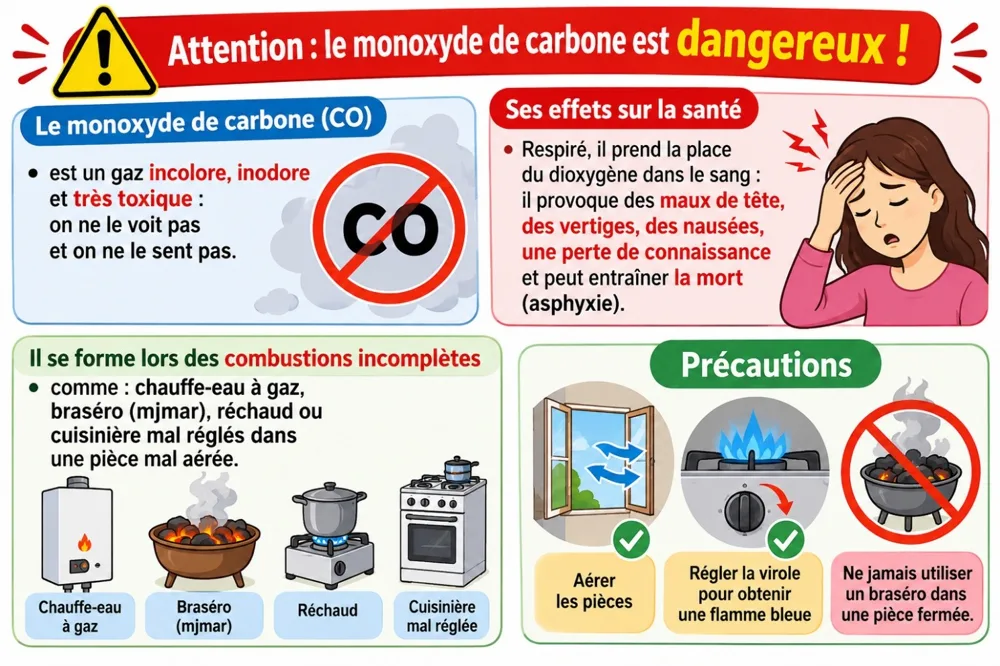 Attention : le monoxyde de carbone est dangereux !
Le monoxyde de carbone (CO)
• est un gaz incolore, inodore
et très toxique :
on ne le voit pas
et on ne le sent pas.
CO
Ses effets sur la santé
• Respiré, il prend la place
du dioxygène dans le sang :
il provoque des maux de tête,
des vertiges, des nausées,
une perte de connaissance
et peut entraîner la mort
(asphyxie).
Il se forme lors des combustions incomplètes
• comme : chauffe-eau à gaz,
braséro (mjmar), réchaud ou
cuisinière mal réglés dans
une pièce mal aérée.
Chauffe-eau
à gaz
Braséro
(mjmar)
Réchaud
Cuisinière
mal réglée
Précautions
Aérer
les pièces
Régler la virole
pour obtenir
une flamme bleue
Ne jamais utiliser
un braséro dans
une pièce fermée.